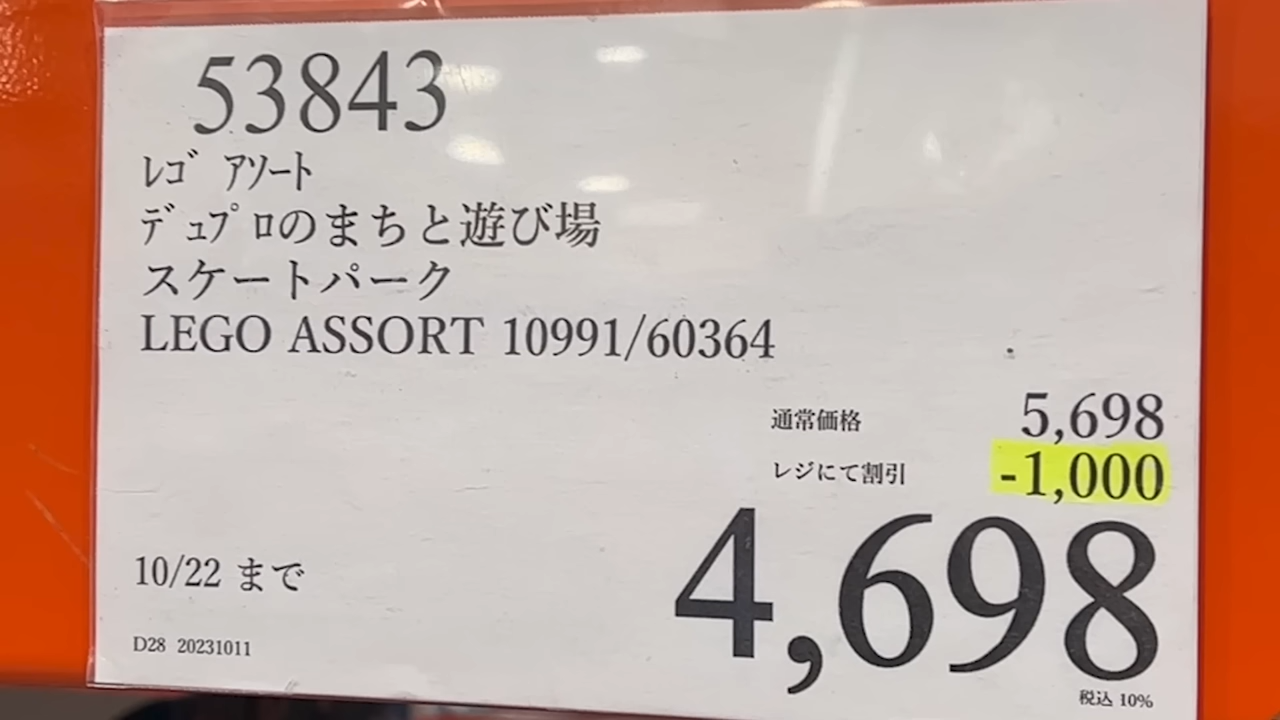 53843
ﾚｺﾞ ｱｿｰﾄ
ﾃﾞｭﾌﾟﾛのまちと遊び場
スケートパーク
LEGO ASSORT 10991/60364
通常価格 5,698
レジにて割引 -1,000
4,698
10/22 まで
D28 20231011
税込 10%